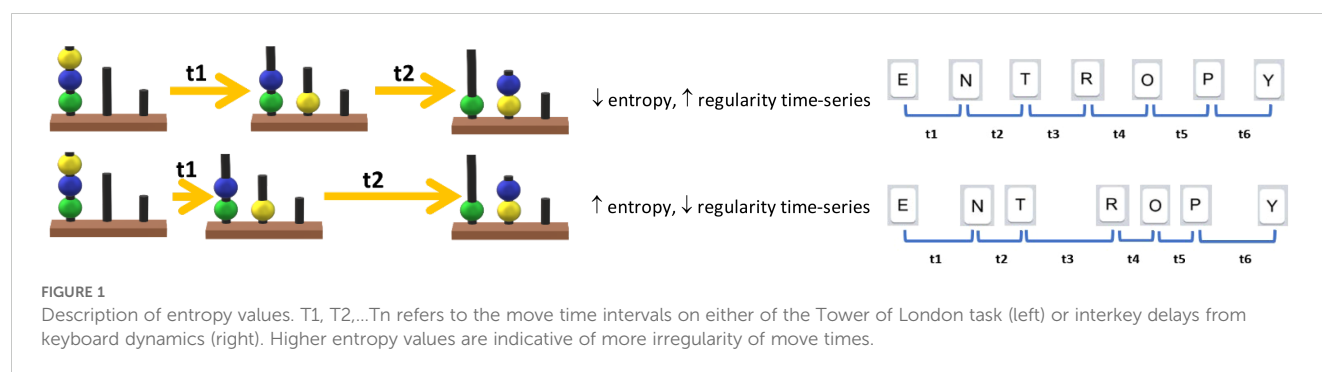 t1 t2 ↓ entropy, ↑ regularity time-series E N T R O P Y
t1 t2 t3 t4 t5 t6
t1 t2 ↑ entropy, ↓ regularity time-series E N T R O P Y
t1 t2 t3 t4 t5 t6
FIGURE 1
Description of entropy values. T1, T2,...Tn refers to the move time intervals on either of the Tower of London task (left) or interkey delays from
keyboard dynamics (right). Higher entropy values are indicative of more irregularity of move times.